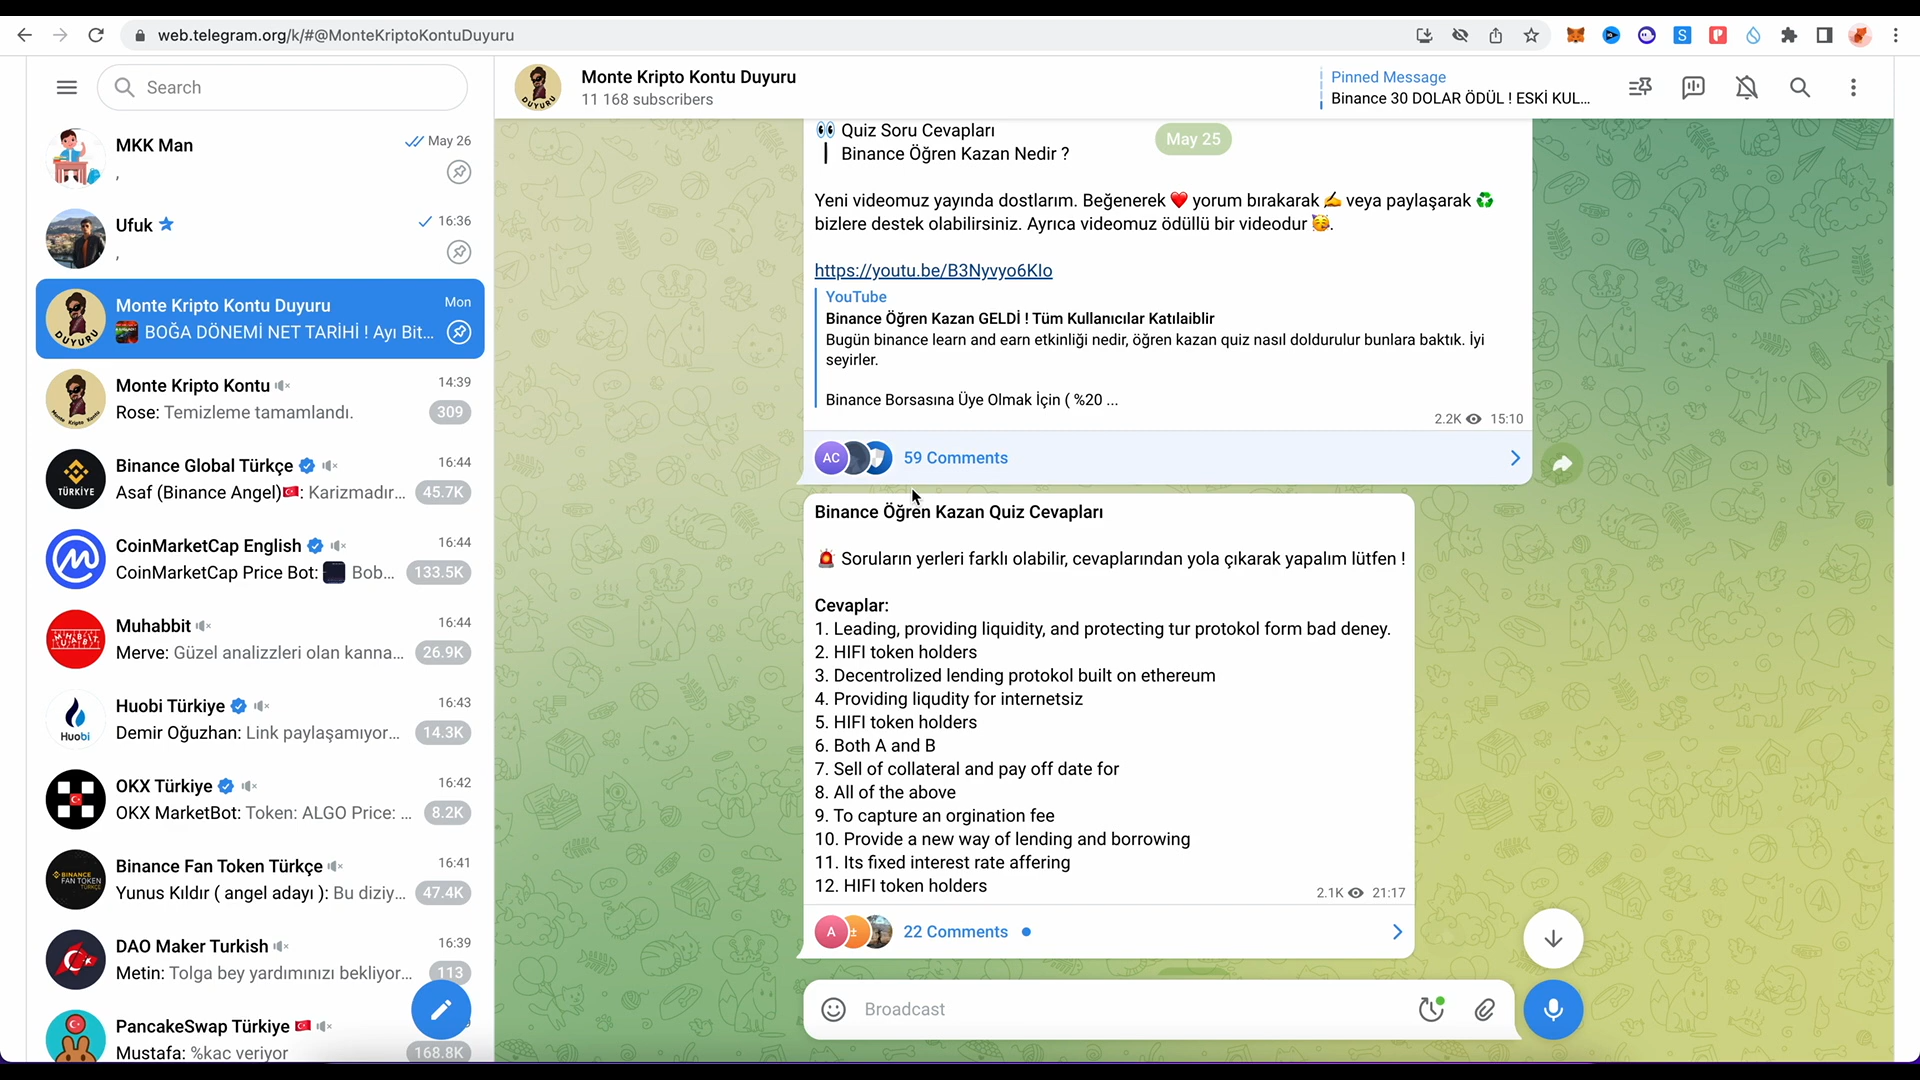 web.telegram.org/k/#@MonteKriptoKontuDuyuru
Search
MKK Man
May 26
,
Ufuk
16:36
,
Monte Kripto Kontu Duyuru
Mon
BOĞA DÖNEMİ NET TARİHİ ! Ayı Bit...
Monte Kripto Kontu
14:39
Rose: Temizleme tamamlandı.
309
Binance Global Türkçe
16:44
Asaf (Binance Angel)🇹🇷: Karizmadır...
45.7K
CoinMarketCap English
16:44
CoinMarketCap Price Bot: Bob...
133.5K
Muhabbit
16:44
Merve: Güzel analizzleri olan kanna...
26.9K
Huobi Türkiye
16:43
Demir Oğuzhan: Link paylaşamıyor...
14.3K
OKX Türkiye
16:42
OKX MarketBot: Token: ALGO Price: ...
8.2K
Binance Fan Token Türkçe
16:41
Yunus Kıldır ( angel adayı ): Bu diziy...
47.4K
DAO Maker Turkish
16:39
Metin: Tolga bey yardımınızı bekliyor...
113
PancakeSwap Türkiye 🇹🇷
Mustafa: %kac veriyor
168.8K
Monte Kripto Kontu Duyuru
11 168 subscribers
Pinned Message
Binance 30 DOLAR ÖDÜL ! ESKİ KUL...
May 25
👀 Quiz Soru Cevapları
┃ Binance Öğren Kazan Nedir ?
Yeni videomuz yayında dostlarım. Beğenerek ❤️ yorum bırakarak ✍️ veya paylaşarak ♻️
bizlere destek olabilirsiniz. Ayrıca videomuz ödüllü bir videodur 🥳.
https://youtu.be/B3Nyvyo6KIo
YouTube
Binance Öğren Kazan GELDİ ! Tüm Kullanıcılar Katılaiblir
Bugün binance learn and earn etkinliği nedir, öğren kazan quiz nasıl doldurulur bunlara baktık. İyi
seyirler.
Binance Borsasına Üye Olmak İçin ( %20 ...
2.2K 15:10
AC
59 Comments
Binance Öğren Kazan Quiz Cevapları
🚨 Soruların yerleri farklı olabilir, cevaplarından yola çıkarak yapalım lütfen !
Cevaplar:
1. Leading, providing liquidity, and protecting tur protokol form bad deney.
2. HIFI token holders
3. Decentrolized lending protokol built on ethereum
4. Providing liqudity for internetsiz
5. HIFI token holders
6. Both A and B
7. Sell of collateral and pay off date for
8. All of the above
9. To capture an orgination fee
10. Provide a new way of lending and borrowing
11. Its fixed interest rate affering
12. HIFI token holders
2.1K 21:17
A
22 Comments
Broadcast